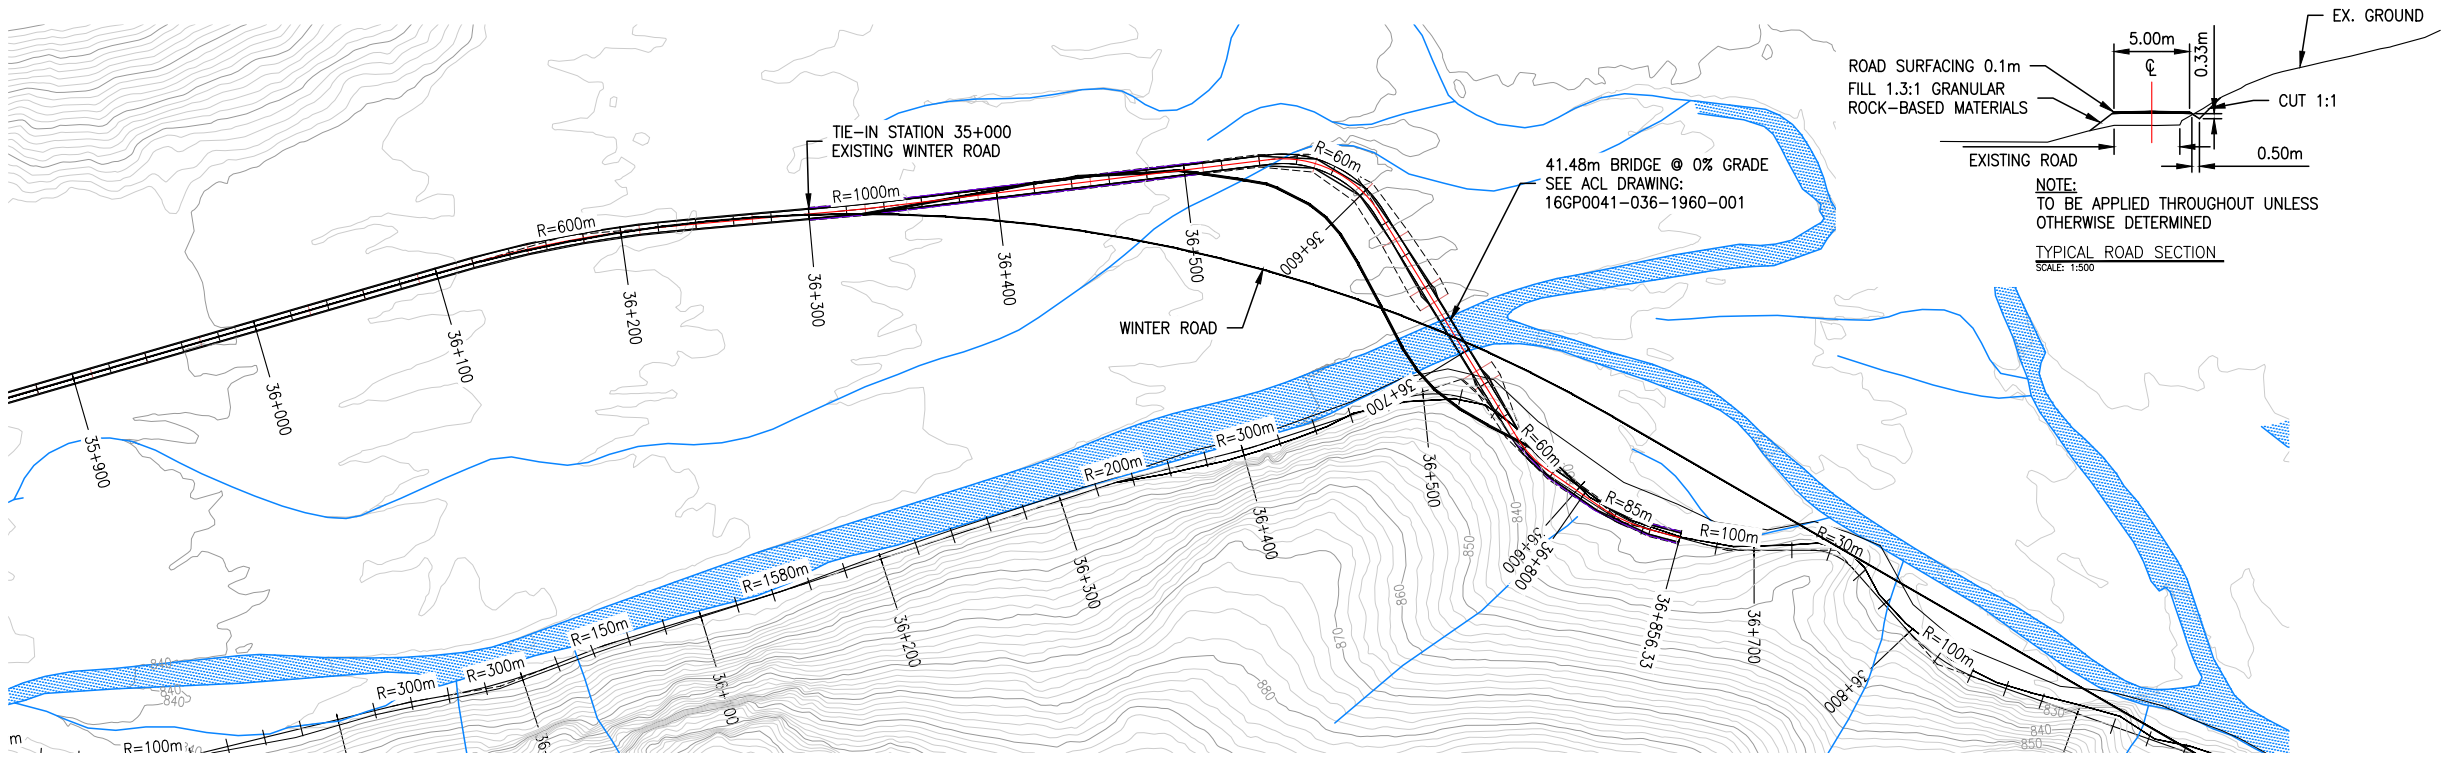 EX. GROUND
5.00m
0.33m
ROAD SURFACING 0.1m
FILL 1.3:1 GRANULAR
ROCK-BASED MATERIALS
CUT 1:1
EXISTING ROAD
0.50m
NOTE:
TO BE APPLIED THROUGHOUT UNLESS
OTHERWISE DETERMINED
TYPICAL ROAD SECTION
SCALE: 1:500
TIE-IN STATION 35+000
EXISTING WINTER ROAD
41.48m BRIDGE @ 0% GRADE
SEE ACL DRAWING:
16GP0041-036-1960-001
WINTER ROAD
R=600m
R=1000m
R=60m
35+900
36+000
36+100
36+200
36+300
36+400
36+500
36+600
36+700
R=60m
R=85m
36+800
36+856.33
R=100m
R=30m
R=100m
R=300m
R=200m
R=1580m
R=150m
R=300m
R=300m
R=100m
m
36+100
36+200
36+300
36+400
36+500
36+600
36+700
36+800
840
840
840
840
850
860
870
880
830
840
850